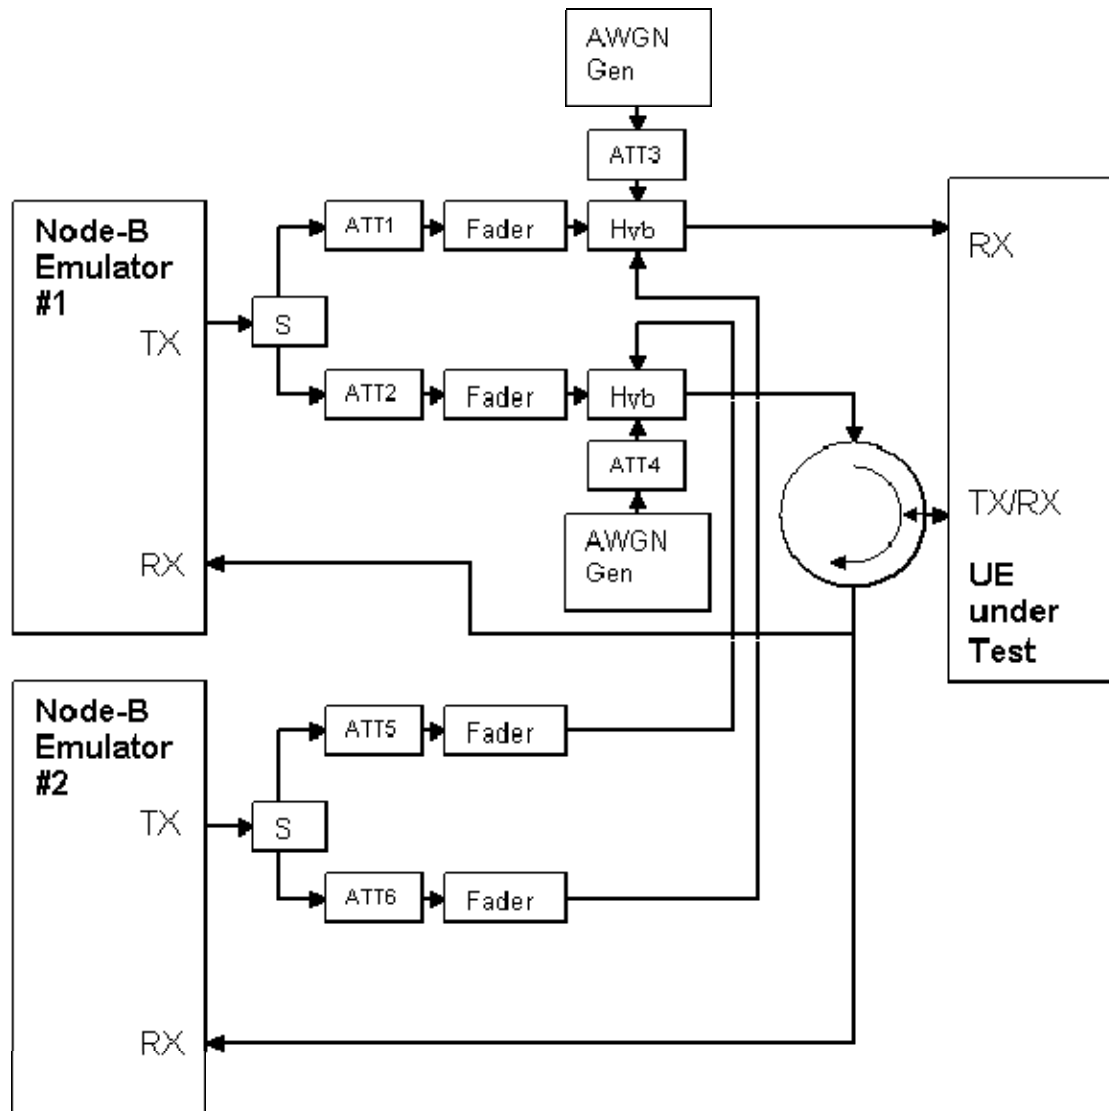 AWGN
Gen
ATT3
Node-B
Emulator
#1
TX
RX
S
ATT1
Fader
Hyb
ATT2
Fader
Hyb
ATT4
AWGN
Gen
RX
TX/RX
UE
under
Test
Node-B
Emulator
#2
TX
RX
S
ATT5
Fader
ATT6
Fader